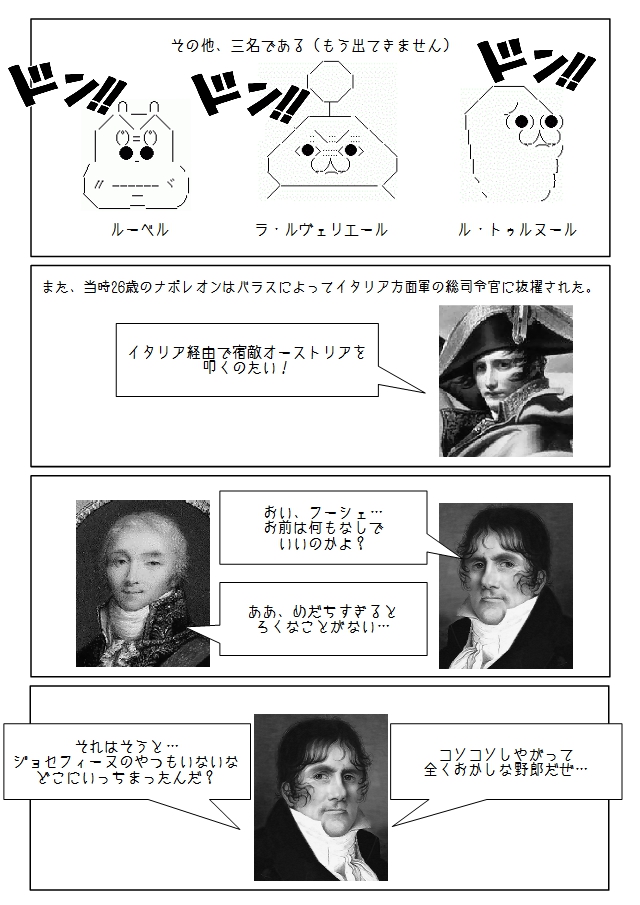 その他、三名である（もう出てきません）
ドン!!
ドン!!
ドン!!
ルーベル
ラ・ルヴェリエール
ル・トゥルヌール
また、当時26歳のナポレオンはバラスによってイタリア方面軍の総司令官に抜擢された。
イタリア経由で宿敵オーストリアを
叩くのたい！
おい、フーシェ…
お前は何もなしで
いいのかよ？
ああ、めだちすぎると
ろくなことがない…
それはそうと…
ジョセフィーヌのやつもいないな
どこにいっちまったんだ？
コソコソしやがって
全くおかしな野郎だぜ…